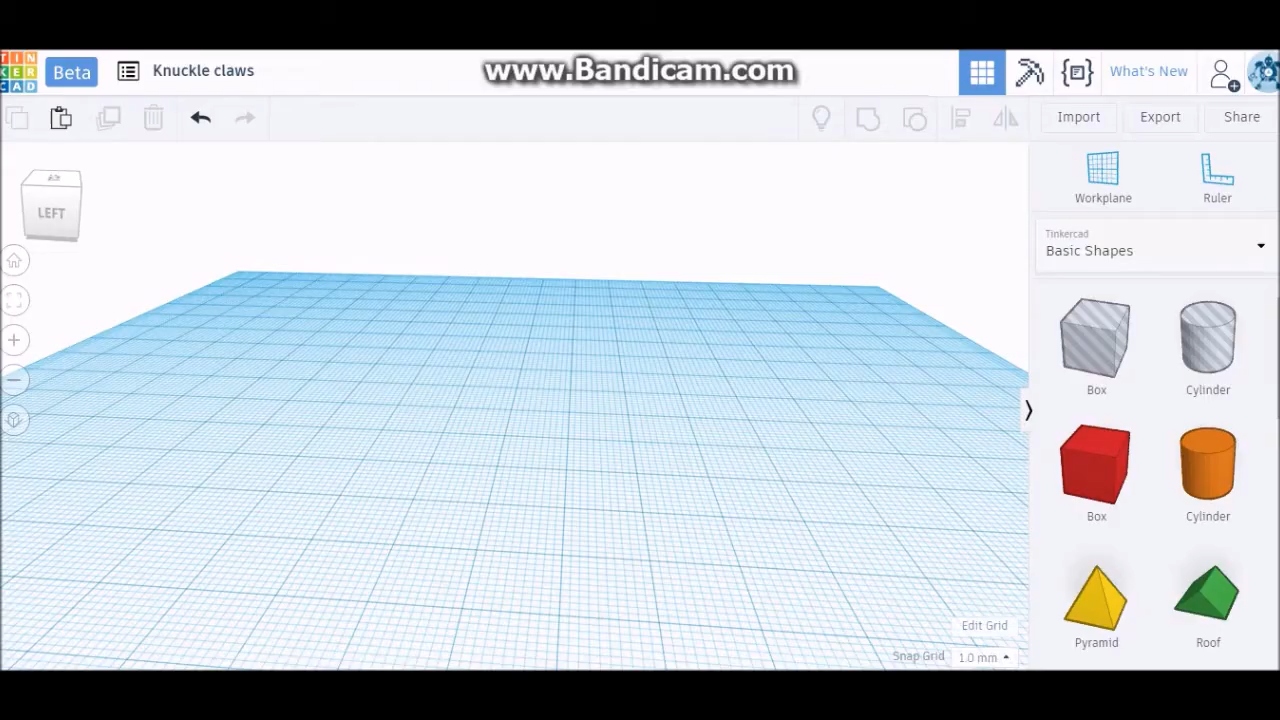 TIN
KER
CAD
Beta
Knuckle claws
www.Bandicam.com
What's New
Import
Export
Share
LEFT
Workplane
Ruler
Tinkercad
Basic Shapes
Box
Cylinder
Box
Cylinder
Pyramid
Roof
Edit Grid
Snap Grid
1.0 mm